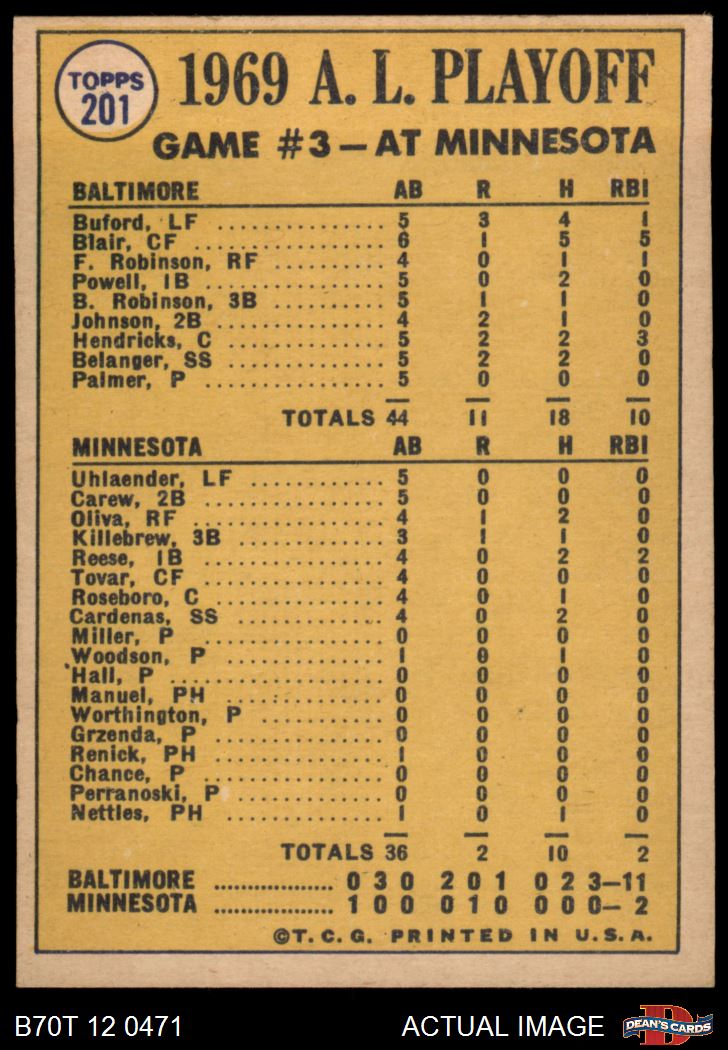 TOPPS
201
1969 A. L. PLAYOFF
GAME #3 — AT MINNESOTA
BALTIMORE AB R H RBI
Buford, LF ................ 5 3 4 1
Blair, CF ................ 6 1 5 5
F. Robinson, RF .......... 4 0 1 1
Powell, 1B ................ 5 0 2 0
B. Robinson, 3B ........... 5 1 1 0
Johnson, 2B ............... 4 2 1 0
Hendricks, C .............. 5 2 2 3
Belanger, SS .............. 5 2 2 0
Palmer, P ................ 5 0 0 0
TOTALS 44 11 18 10
MINNESOTA AB R H RBI
Uhlaender, LF ............ 5 0 0 0
Carew, 2B ................ 5 0 0 0
Oliva, RF ................ 4 1 2 0
Killebrew, 3B ............ 3 1 1 0
Reese, 1B ................ 4 0 2 2
Tovar, CF ................ 4 0 0 0
Roseboro, C .............. 4 0 1 0
Cardenas, SS ............. 4 0 2 0
Miller, P ................ 0 0 0 0
Woodson, P ............... 1 0 1 0
Hall, P .................. 0 0 0 0
Manuel, PH ............... 0 0 0 0
Worthington, P ........... 0 0 0 0
Grzenda, P ............... 0 0 0 0
Renick, PH ............... 1 0 0 0
Chance, P ................ 0 0 0 0
Perranoski, P ............ 0 0 0 0
Nettles, PH .............. 1 0 1 0
TOTALS 36 2 10 2
BALTIMORE .................. 0 3 0 2 0 1 0 2 3—11
MINNESOTA .................. 1 0 0 0 1 0 0 0 0— 2
©T. C. G. PRINTED IN U. S. A.
B70T 12 0471 ACTUAL IMAGE D DEAN'S CARDS